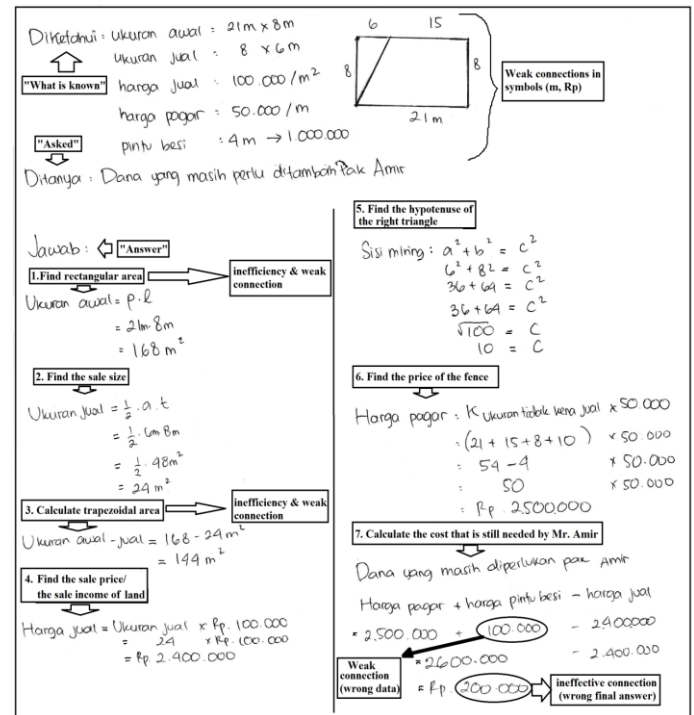 Diketahui : ukuran awal : 21m x 8m
ukuran jual : 8 x 6m
"What is known"
harga jual : 100.000/m²
harga pagar : 50.000/m
"Asked"
pintu besi : 4m → 1.000.000
6 15
8 8
21 m
Weak connections in
symbols (m, Rp)
Ditanya : Dana yang masih perlu ditambah Pak Amir
Jawab :
"Answer"
1.Find rectangular area
inefficiency & weak
connection
Ukuran awal = p.l
= 21m. 8m
= 168 m²
2. Find the sale size
Ukuran jual = 1/2 . a . t
= 1/2 . 6m 8m
= 1/2 . 48m²
= 24 m²
3. Calculate trapezoidal area
inefficiency & weak
connection
Ukuran awal - jual = 168 - 24 m²
= 144 m²
4. Find the sale price/
the sale income of land
Harga jual = Ukuran jual x Rp. 100.000
= 24 x Rp. 100.000
= Rp. 2.400.000
5. Find the hypotenuse of
the right triangle
Sisi miring : a² + b² = c²
6² + 82 = c²
36 + 64 = c²
36 + 64 = c²
√100 = c
10 = c
6. Find the price of the fence
Harga pagar : K ukuran tidak kena jual x 50.000
: (21 + 15 + 8 + 10) x 50.000
: 54 - 4 x 50.000
: 50 x 50.000
: Rp. 2.500.000
7. Calculate the cost that is still needed by Mr. Amir
Dana yang masih diperlukan pak Amir
Harga pagar + harga pintu besi - harga jual
= 2.500.000 + 100.000 - 2.400.000
= 2.600.000 - 2.400.000
Weak
connection
(wrong data)
= Rp. 200.000
ineffective connection
(wrong final answer)